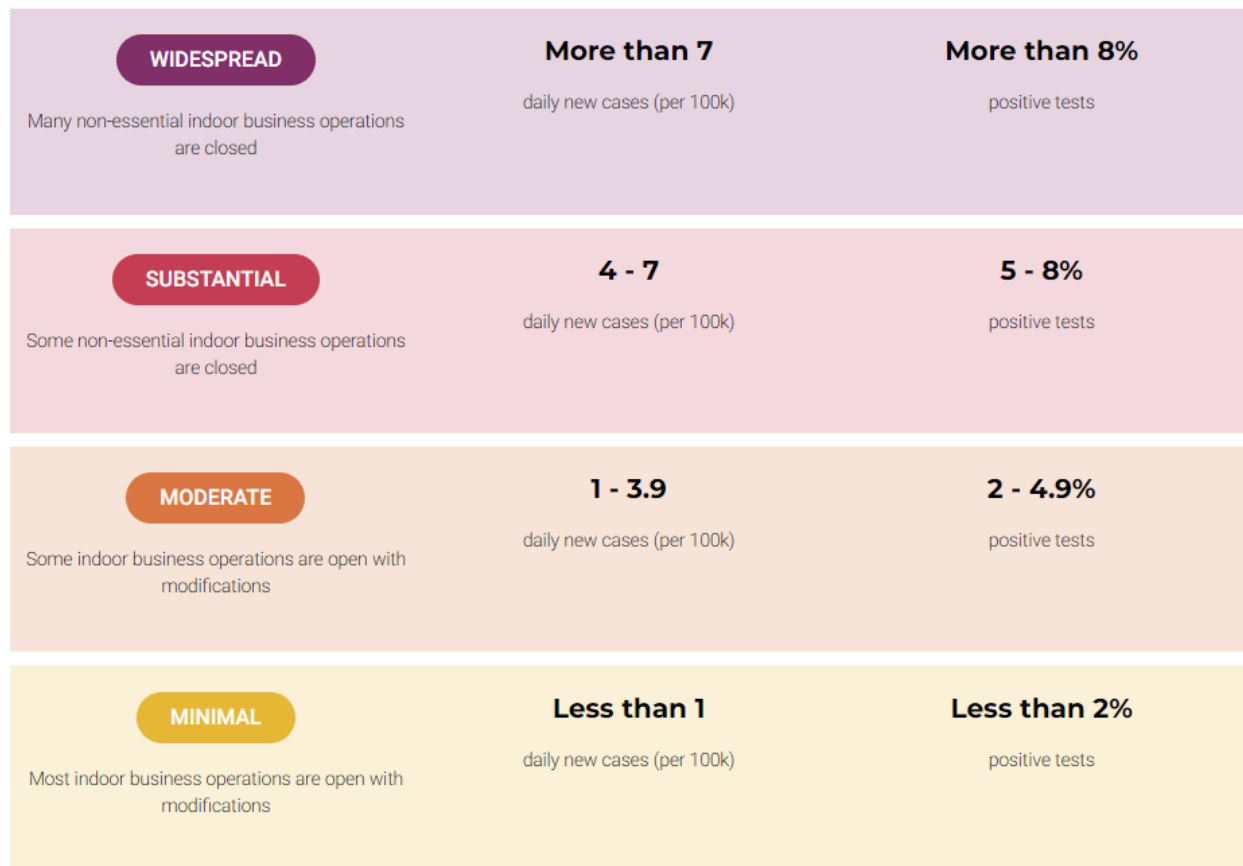 WIDESPREAD
More than 7
More than 8%
daily new cases (per 100k)
positive tests
Many non-essential indoor business operations
are closed
SUBSTANTIAL
4 - 7
5 - 8%
daily new cases (per 100k)
positive tests
Some non-essential indoor business operations
are closed
MODERATE
1 - 3.9
2 - 4.9%
daily new cases (per 100k)
positive tests
Some indoor business operations are open with
modifications
MINIMAL
Less than 1
Less than 2%
daily new cases (per 100k)
positive tests
Most indoor business operations are open with
modifications